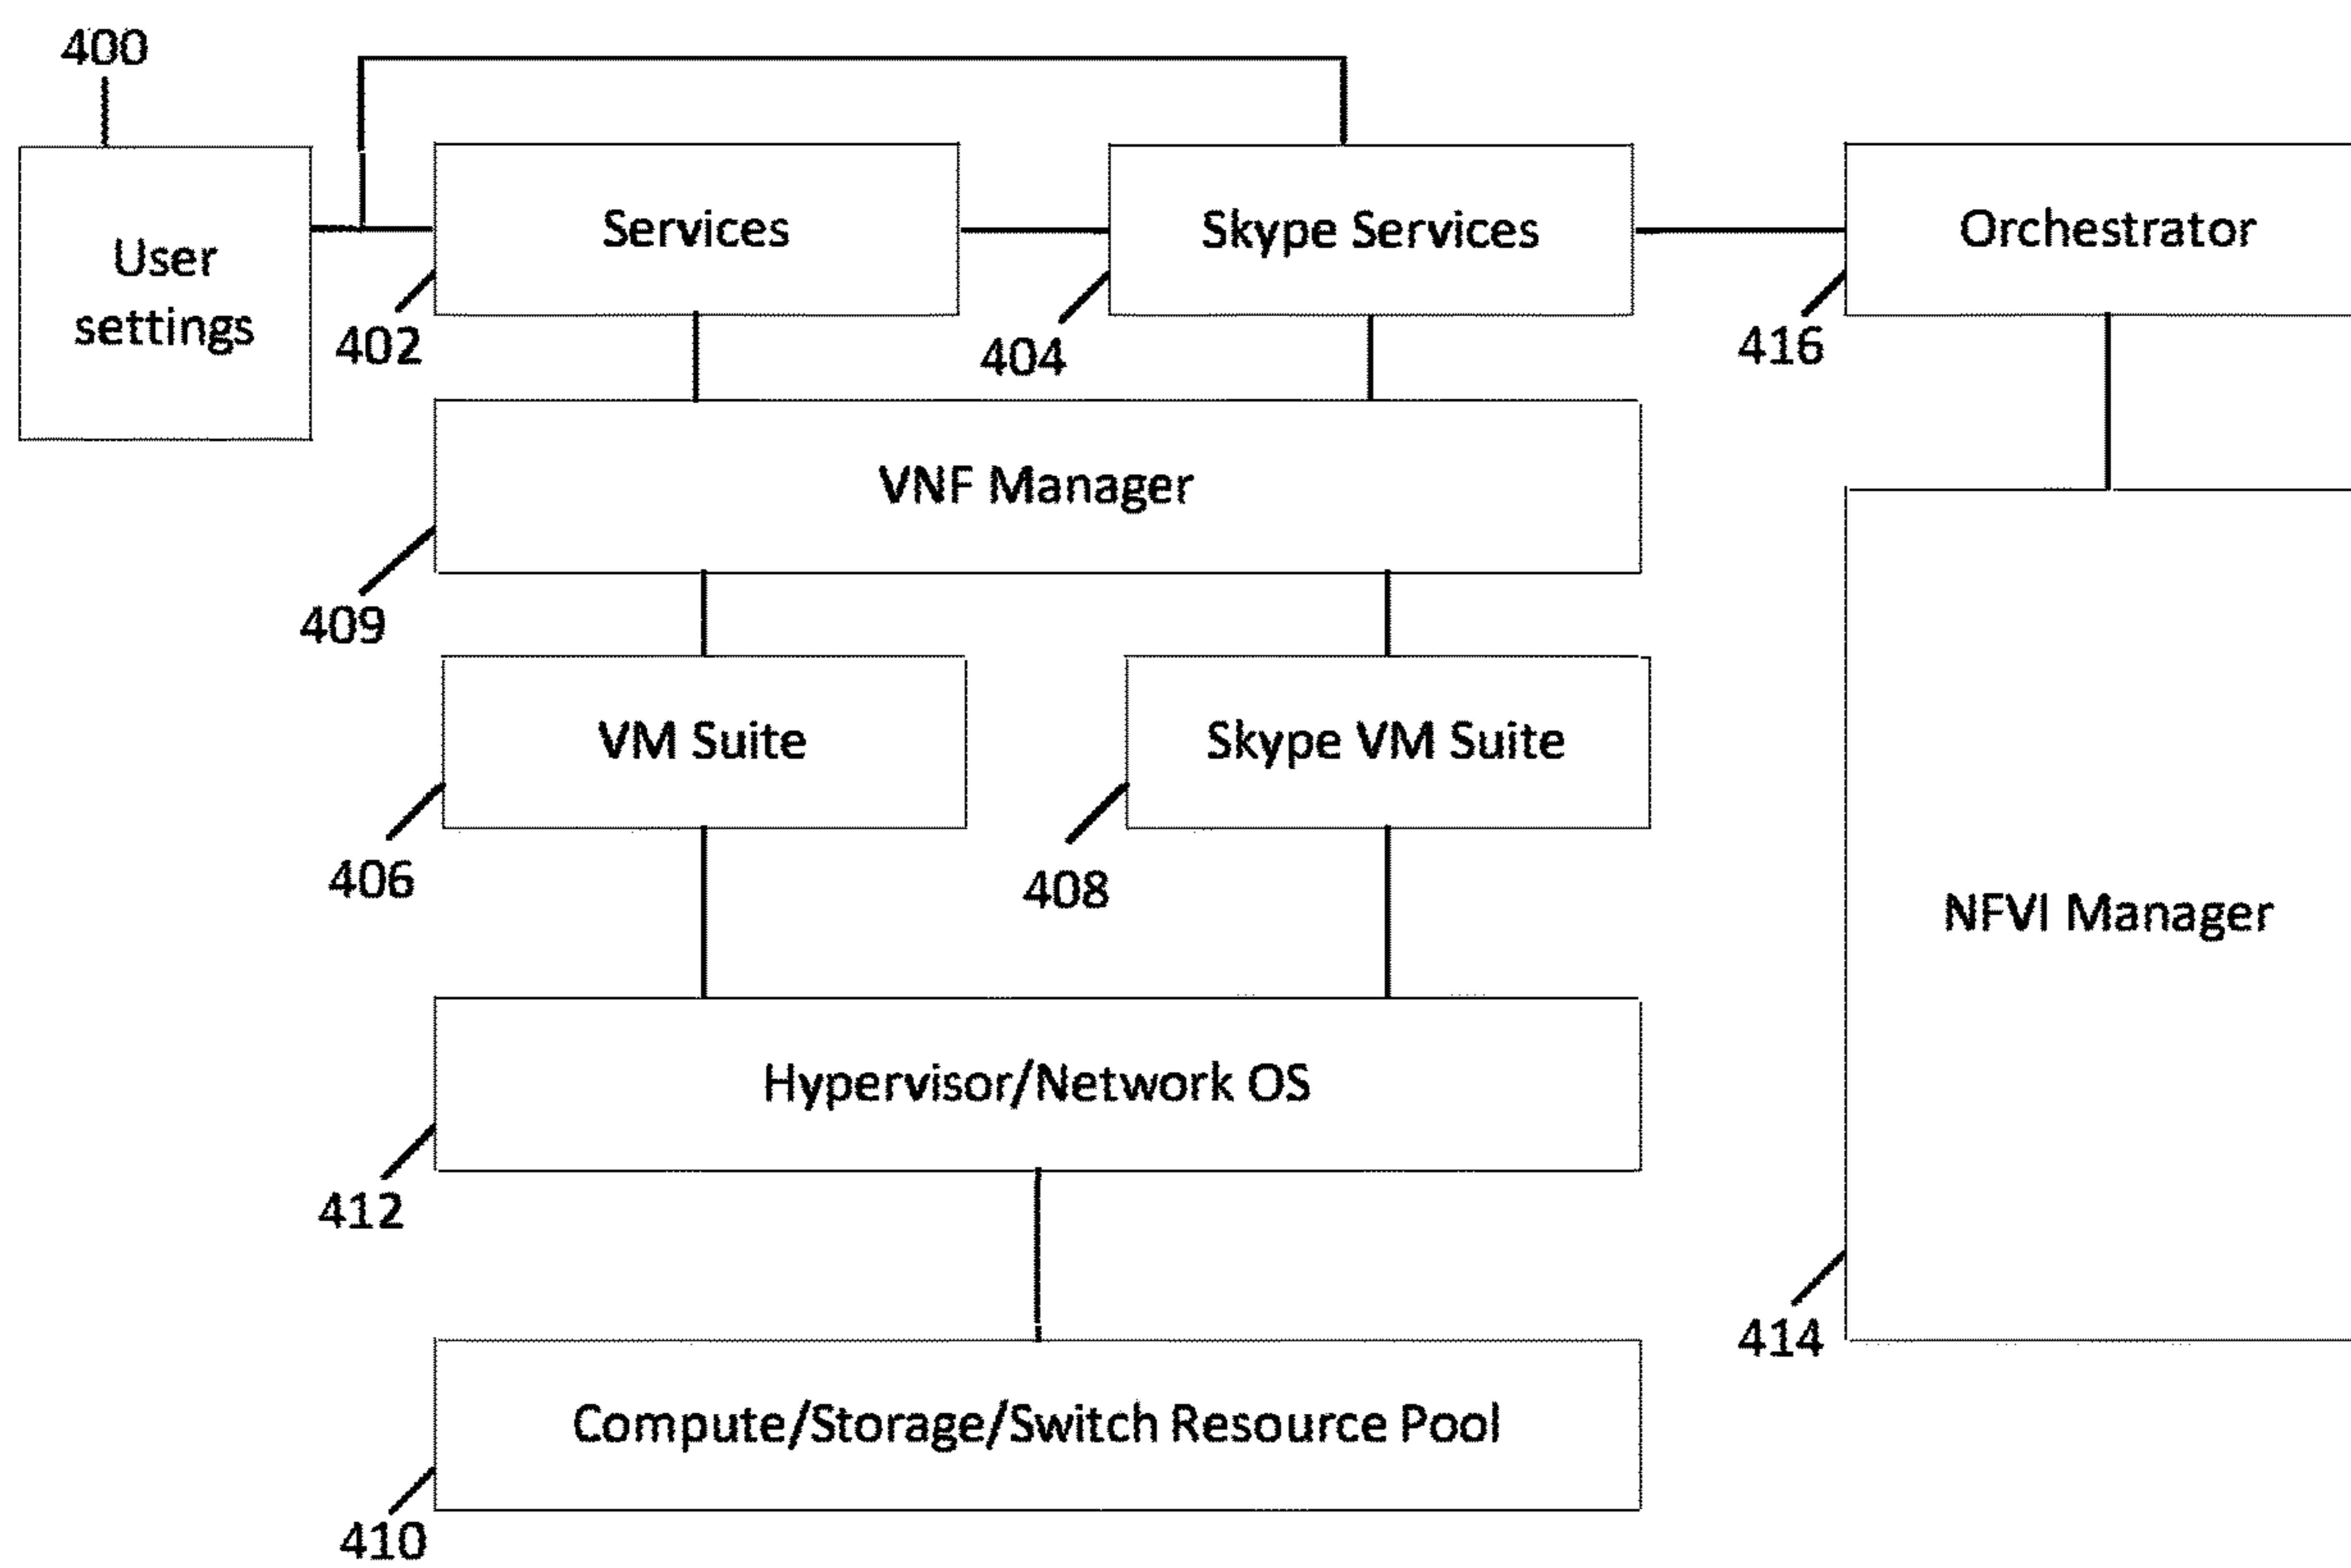 400
User
settings
Services
Skype Services
Orchestrator
402
404
416
VNF Manager
409
VM Suite
Skype VM Suite
406
408
NFVI Manager
Hypervisor/Network OS
412
414
Compute/Storage/Switch Resource Pool
410